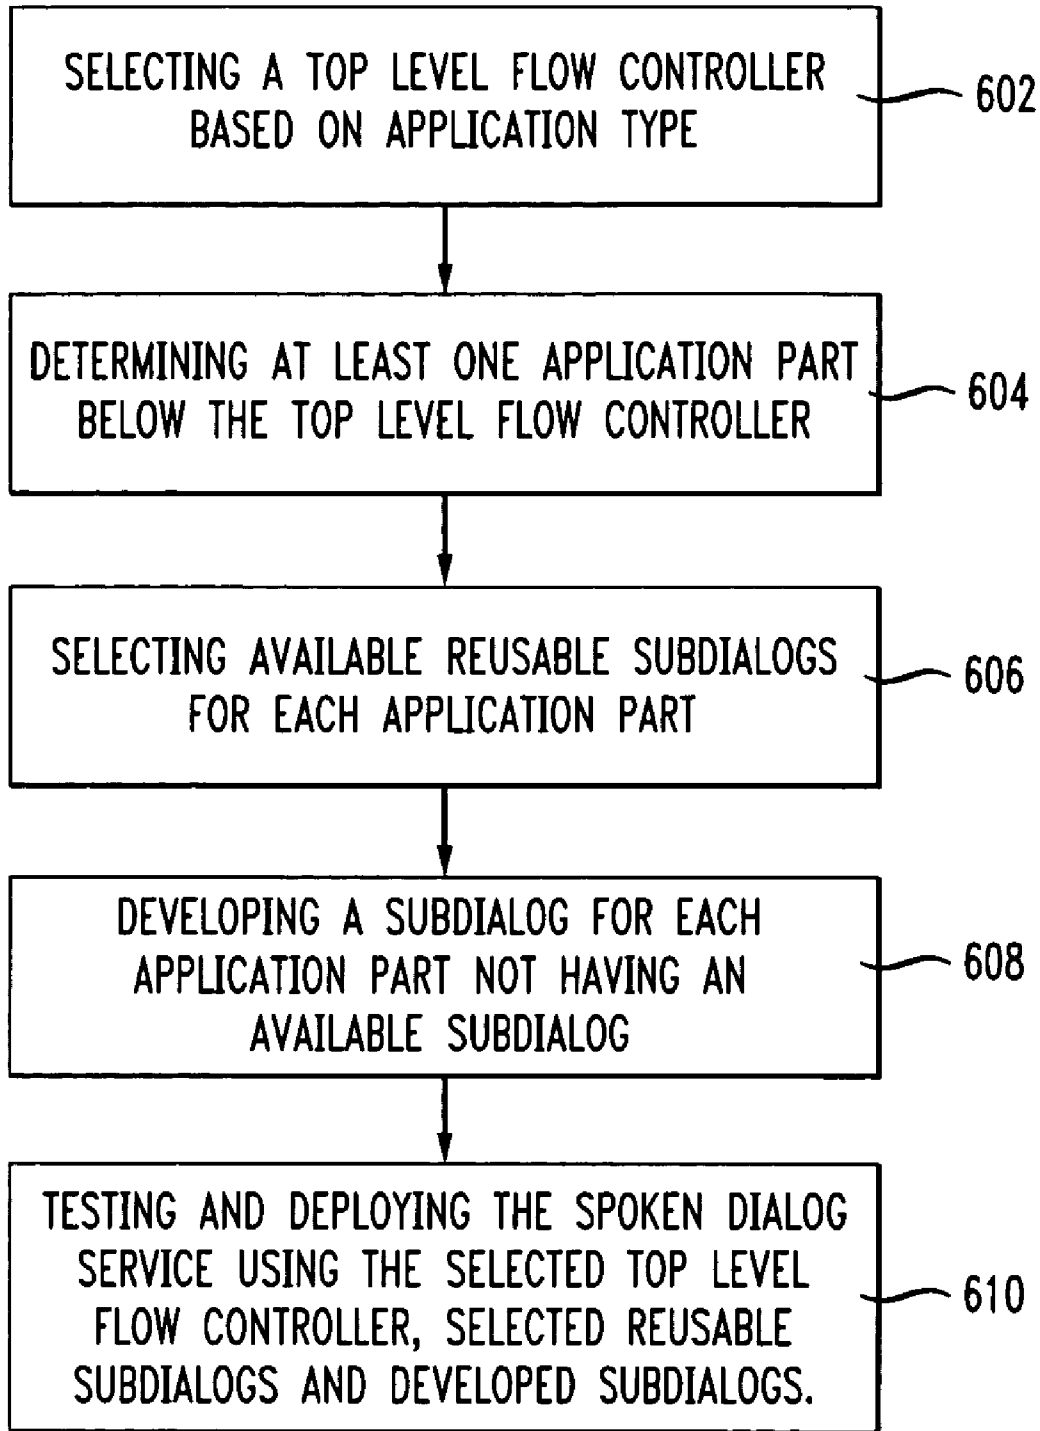 SELECTING A TOP LEVEL FLOW CONTROLLER
BASED ON APPLICATION TYPE
602
DETERMINING AT LEAST ONE APPLICATION PART
BELOW THE TOP LEVEL FLOW CONTROLLER
604
SELECTING AVAILABLE REUSABLE SUBDIALOGS
FOR EACH APPLICATION PART
606
DEVELOPING A SUBDIALOG FOR EACH
APPLICATION PART NOT HAVING AN
AVAILABLE SUBDIALOG
608
TESTING AND DEPLOYING THE SPOKEN DIALOG
SERVICE USING THE SELECTED TOP LEVEL
FLOW CONTROLLER, SELECTED REUSABLE
SUBDIALOGS AND DEVELOPED SUBDIALOGS.
610